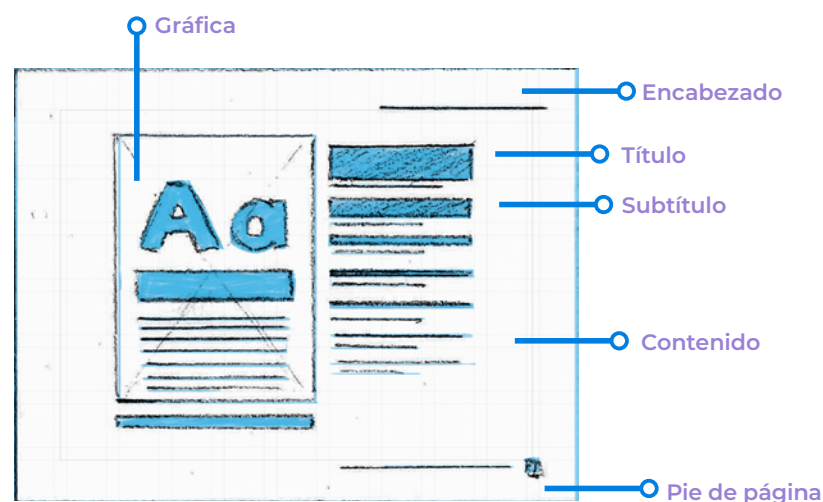 Gráfica
Encabezado
Título
Subtítulo
Aa
Contenido
Pie de página